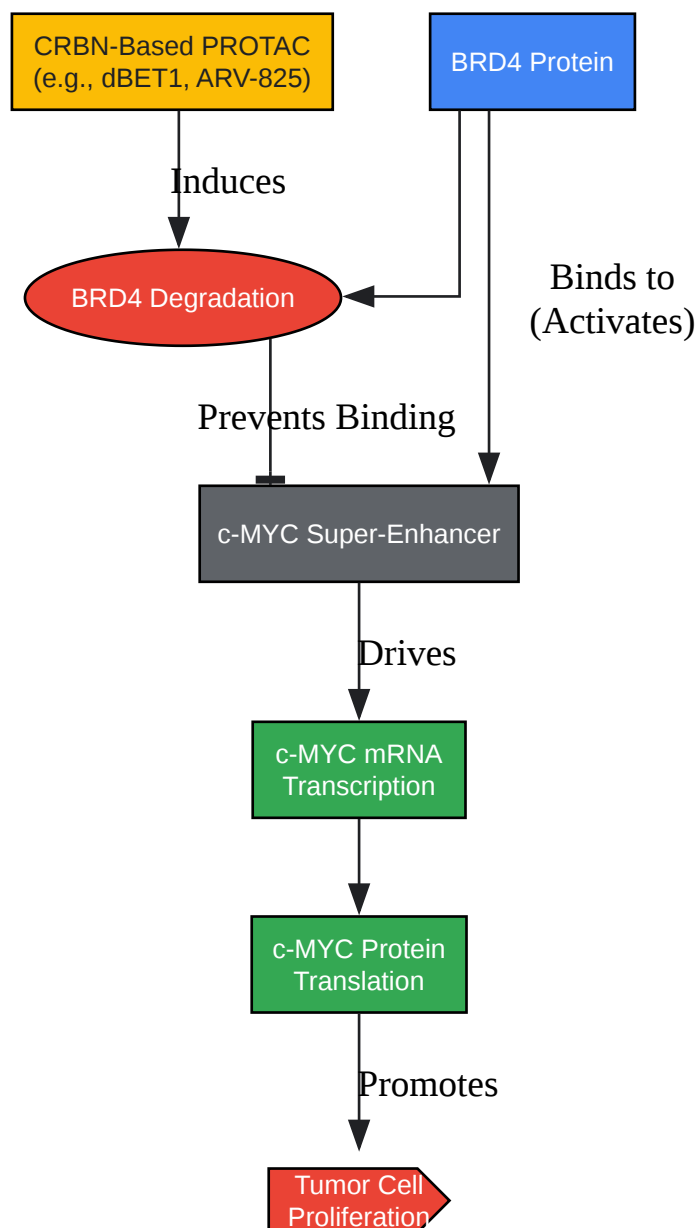 CRBN-Based PROTAC
(e.g., dBET1, ARV-825)
BRD4 Protein
Induces
BRD4 Degradation
Binds to
(Activates)
Prevents Binding
c-MYC Super-Enhancer
Drives
c-MYC mRNA
Transcription
c-MYC Protein
Translation
Promotes
Tumor Cell
Proliferation